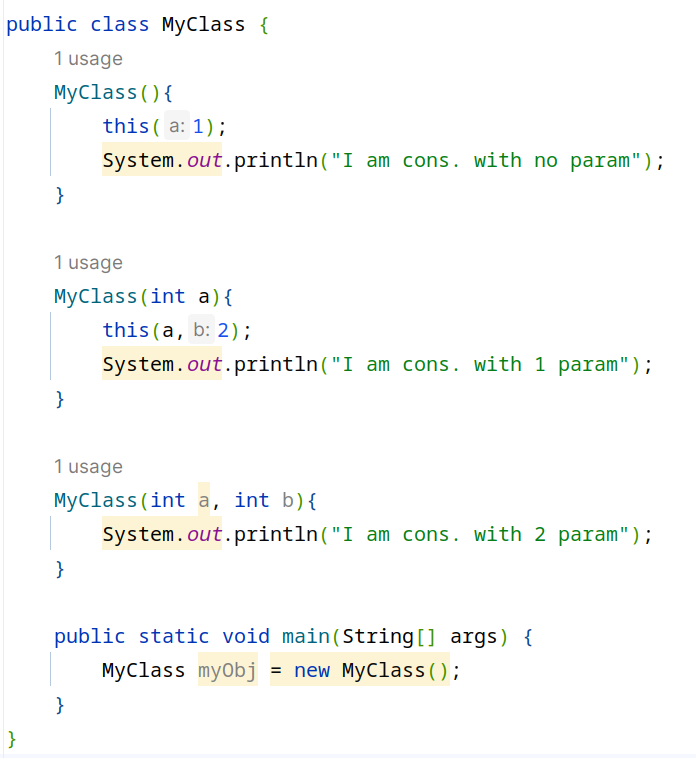 public class MyClass {
1 usage
MyClass(){
this( a: 1);
System.out.println("I am cons. with no param");
}
1 usage
MyClass(int a){
this(a, b: 2);
System.out.println("I am cons. with 1 param");
}
1 usage
MyClass(int a, int b){
System.out.println("I am cons. with 2 param");
}
public static void main(String[] args) {
MyClass myObj = new MyClass();
}
}